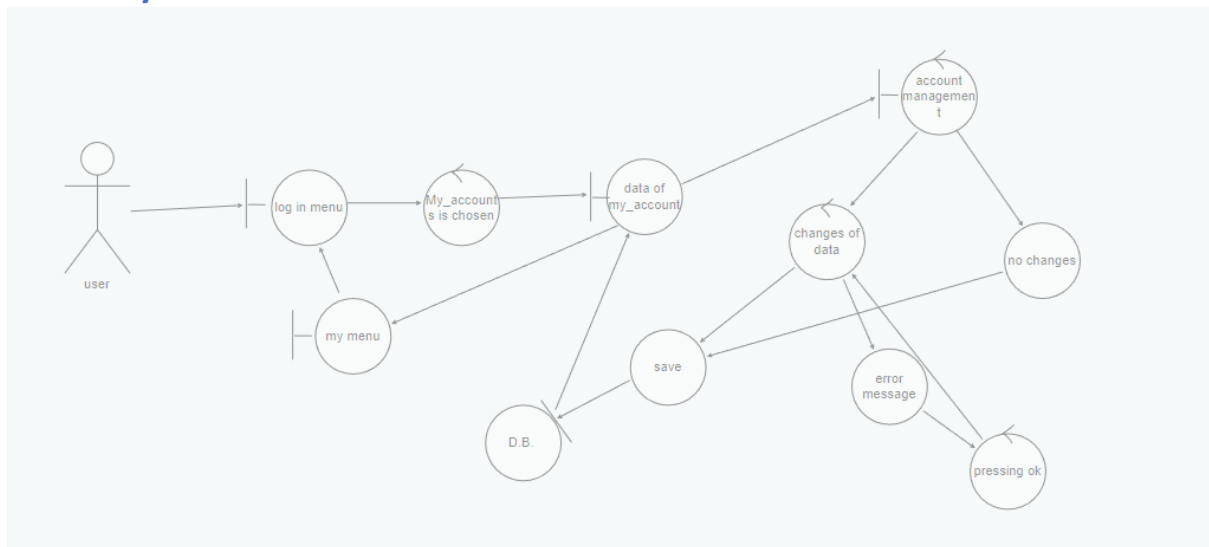 account
managemen
t
data of
my_account
My_account
s is chosen
log in menu
changes of
data
no changes
user
my menu
save
error
message
D.B.
pressing ok